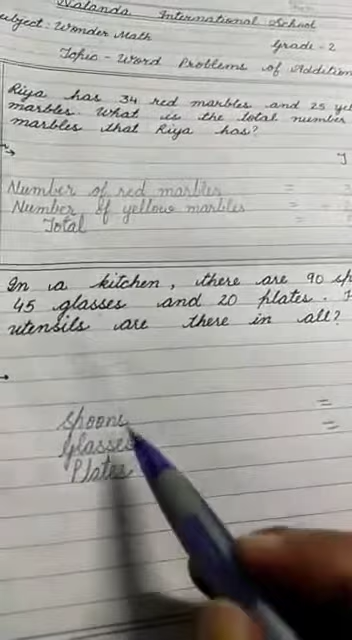 Nalanda International School
Subject: Wonder Math Grade-2
Topic - Word Problems of Addition
Riya has 34 red marbles and 25 yel
marbles. What is the total number
marbles that Riya has?
Number of red marbles = 3
Number of yellow marbles =
Total =
In a kitchen, there are 90 sp
45 glasses and 20 plates.
utensils are there in all?
Spoons =
Glasses =
Plates